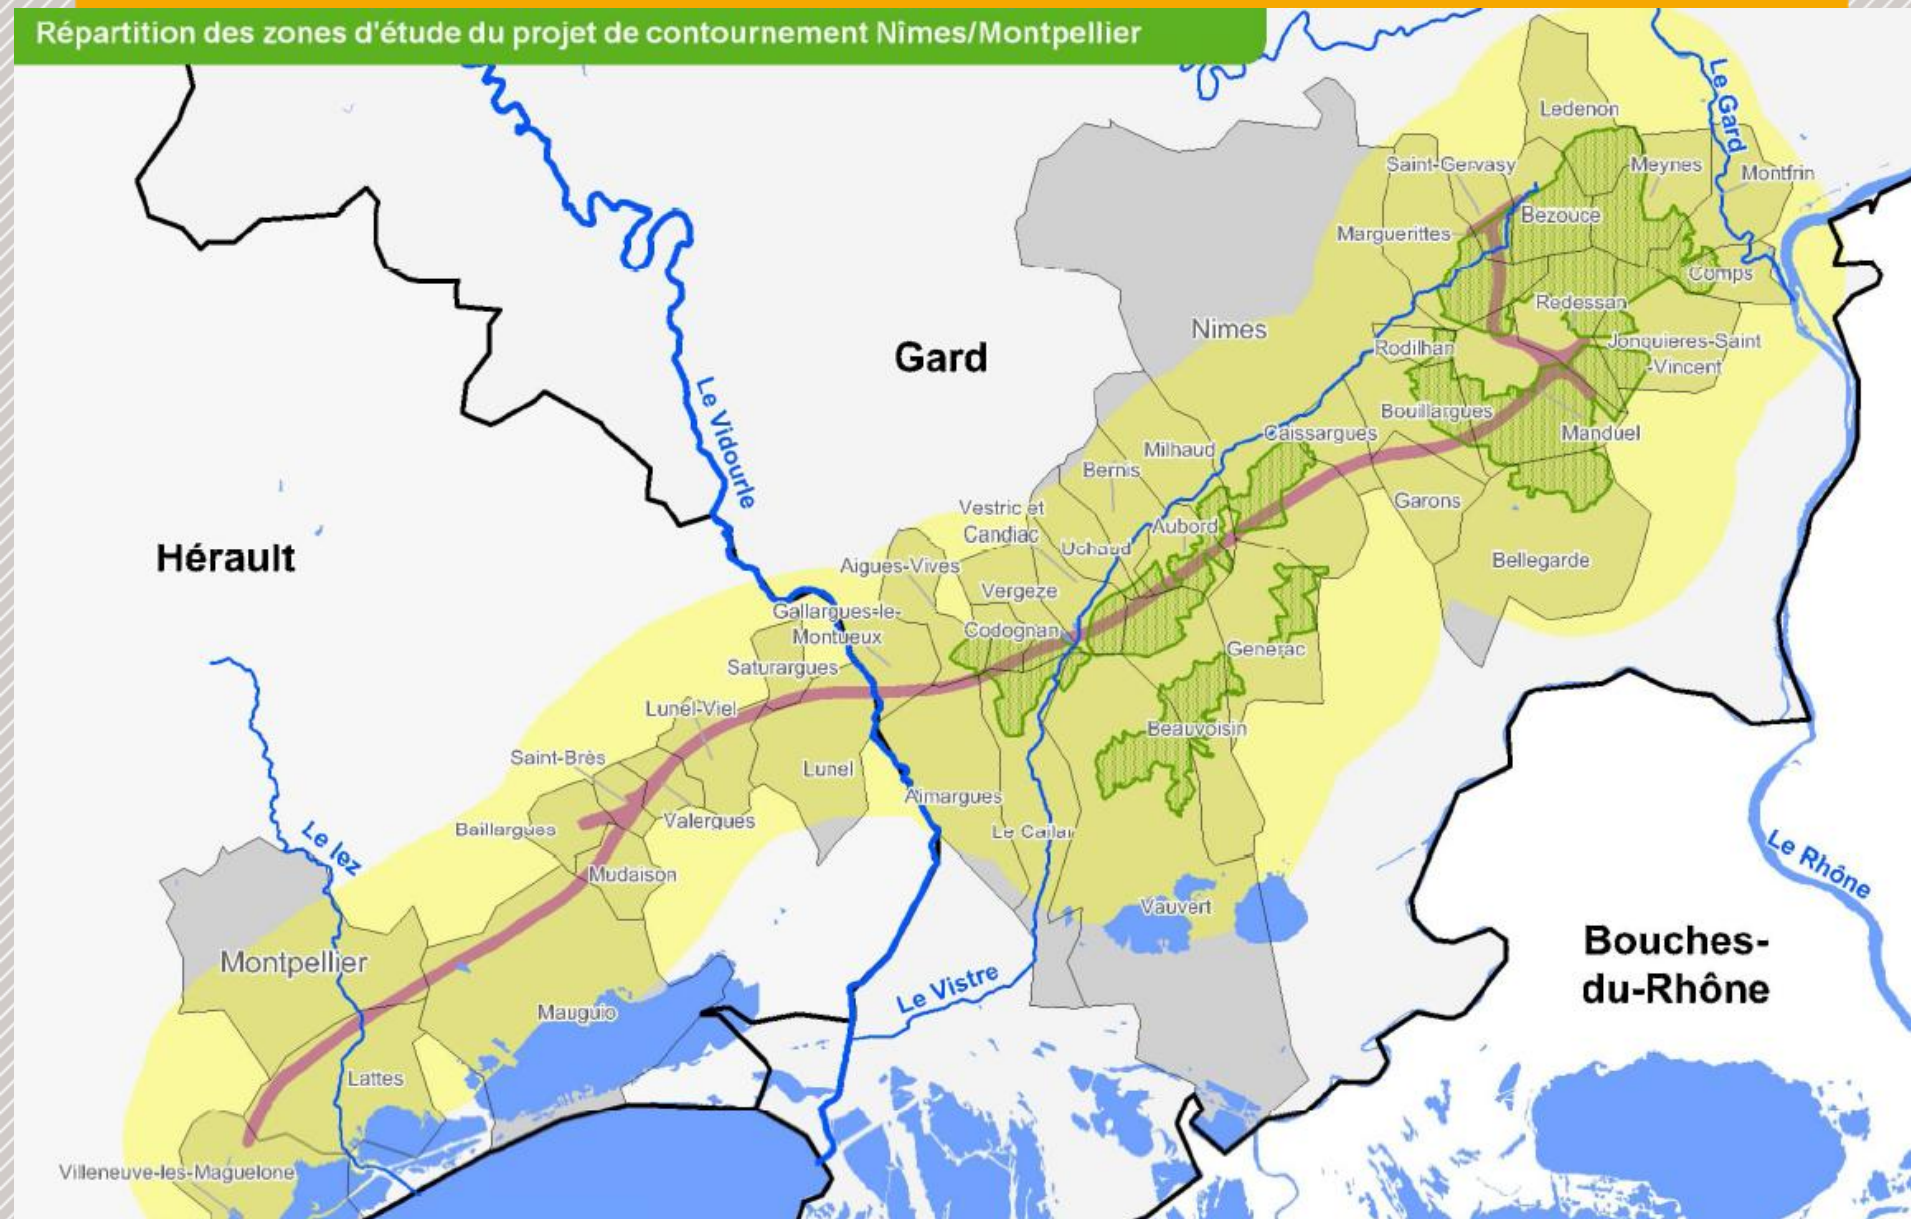 Répartition des zones d'étude du projet de contournement Nîmes/Montpellier
Le Gard
Ledenon
Saint-Gervasy
Meynes
Montfrin
Bezouce
Marguerittes
Comps
Redessan
Nimes
Gard
Rodilhan
Jonquieres-Saint
-Vincent
Le Vidourle
Bouillargues
Manduel
Caissargues
Milhaud
Bernis
Garons
Vestric et
Candiac
Aubord
Uchaud
Bellegarde
Hérault
Aigues-Vives
Vergeze
Gallargues-le-
Montueux
Codognan
Generac
Saturargues
Lunel-Viel
Beauvoisin
Saint-Brès
Lunel
Aimargues
Valergues
Baillargues
Le Cailar
Le lez
Mudaison
Le Rhône
Vauvert
Bouches-
du-Rhône
Montpellier
Le Vistre
Mauguio
Lattes
Villeneuve-les-Maguelone